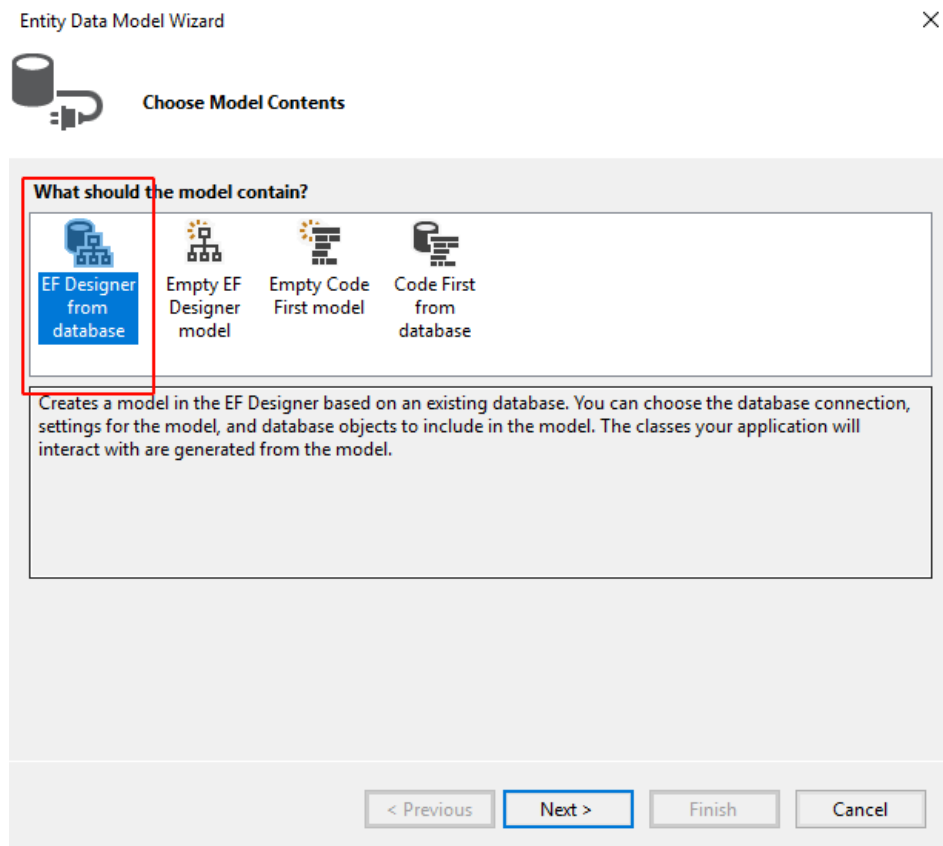 Entity Data Model Wizard
Choose Model Contents
What should the model contain?
EF Designer
from
database
Empty EF
Designer
model
Empty Code
First model
Code First
from
database
Creates a model in the EF Designer based on an existing database. You can choose the database connection,
settings for the model, and database objects to include in the model. The classes your application will
interact with are generated from the model.
< Previous
Next >
Finish
Cancel